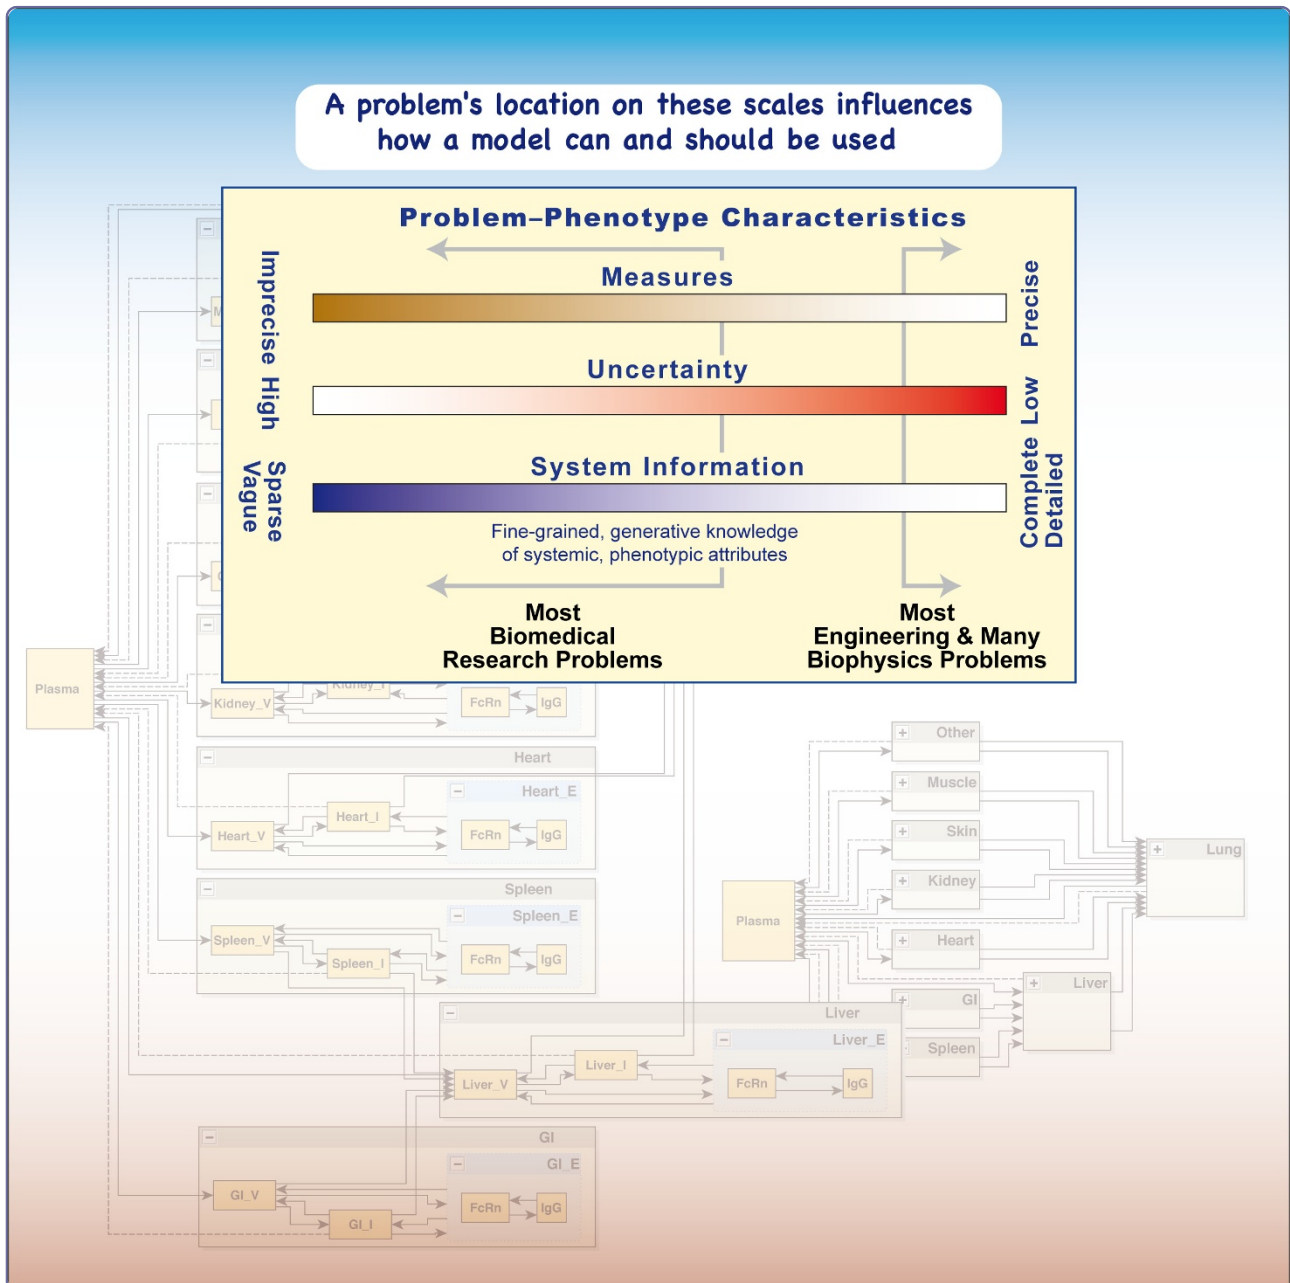 A problem's location on these scales influences
how a model can and should be used
Problem–Phenotype Characteristics
Imprecise
Measures
Precise
High
Uncertainty
Low
Sparse
Vague
System Information
Complete
Detailed
Fine-grained, generative knowledge
of systemic, phenotypic attributes
Most
Biomedical
Research Problems
Most
Engineering & Many
Biophysics Problems
Plasma
Kidney_V
Kidney_I
FcRn
IgG
Heart
Heart_E
Heart_V
Heart_I
FcRn
IgG
Spleen
Spleen_E
Spleen_V
Spleen_I
FcRn
IgG
Liver
Liver_E
Liver_V
Liver_I
FcRn
IgG
GI
GI_E
GI_V
GI_I
FcRn
IgG
Plasma
Other
Muscle
Skin
Kidney
Heart
GI
Spleen
Liver
Lung